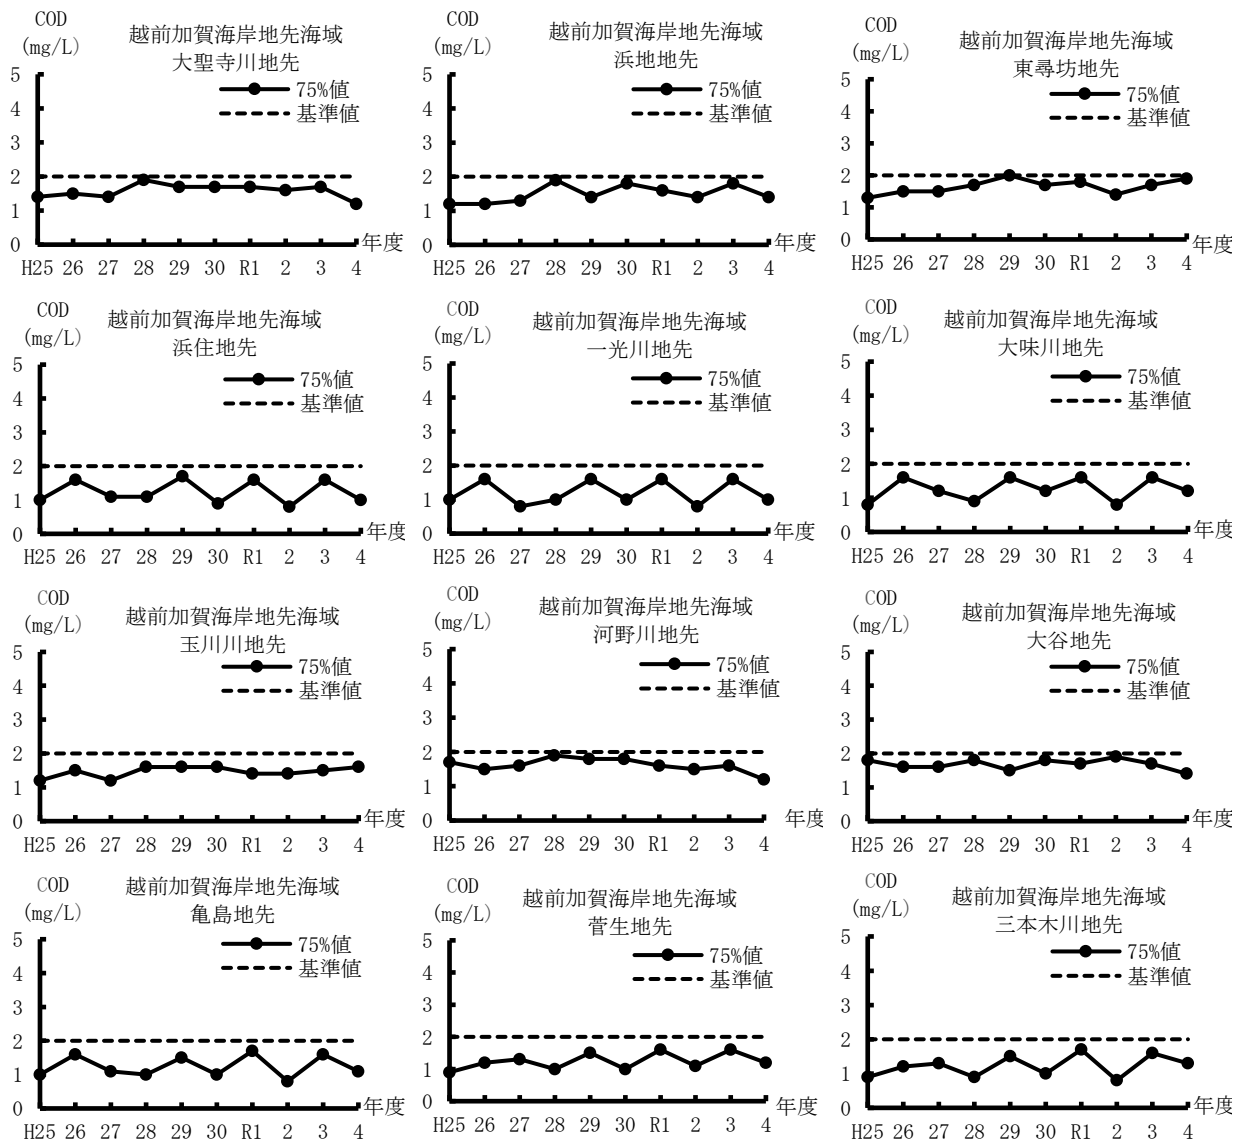 COD
(mg/L)
越前加賀海岸地先海域
大聖寺川地先
75%値
基準値
5
4
3
2
1
0
年度
H25 26 27 28 29 30 R1 2 3 4
COD
(mg/L)
越前加賀海岸地先海域
浜地地先
75%値
基準値
5
4
3
2
1
0
年度
H25 26 27 28 29 30 R1 2 3 4
COD
(mg/L)
越前加賀海岸地先海域
東尋坊地先
75%値
基準値
5
4
3
2
1
0
年度
H25 26 27 28 29 30 R1 2 3 4
COD
(mg/L)
越前加賀海岸地先海域
浜住地先
75%値
基準値
5
4
3
2
1
0
年度
H25 26 27 28 29 30 R1 2 3 4
COD
(mg/L)
越前加賀海岸地先海域
一光川地先
75%値
基準値
5
4
3
2
1
0
年度
H25 26 27 28 29 30 R1 2 3 4
COD
(mg/L)
越前加賀海岸地先海域
大味川地先
75%値
基準値
5
4
3
2
1
0
年度
H25 26 27 28 29 30 R1 2 3 4
COD
(mg/L)
越前加賀海岸地先海域
玉川川地先
75%値
基準値
5
4
3
2
1
0
年度
H25 26 27 28 29 30 R1 2 3 4
COD
(mg/L)
越前加賀海岸地先海域
河野川地先
75%値
基準値
5
4
3
2
1
0
年度
H25 26 27 28 29 30 R1 2 3 4
COD
(mg/L)
越前加賀海岸地先海域
大谷地先
75%値
基準値
5
4
3
2
1
0
年度
H25 26 27 28 29 30 R1 2 3 4
COD
(mg/L)
越前加賀海岸地先海域
亀島地先
75%値
基準値
5
4
3
2
1
0
年度
H25 26 27 28 29 30 R1 2 3 4
COD
(mg/L)
越前加賀海岸地先海域
菅生地先
75%値
基準値
5
4
3
2
1
0
年度
H25 26 27 28 29 30 R1 2 3 4
COD
(mg/L)
越前加賀海岸地先海域
三本木川地先
75%値
基準値
5
4
3
2
1
0
年度
H25 26 27 28 29 30 R1 2 3 4